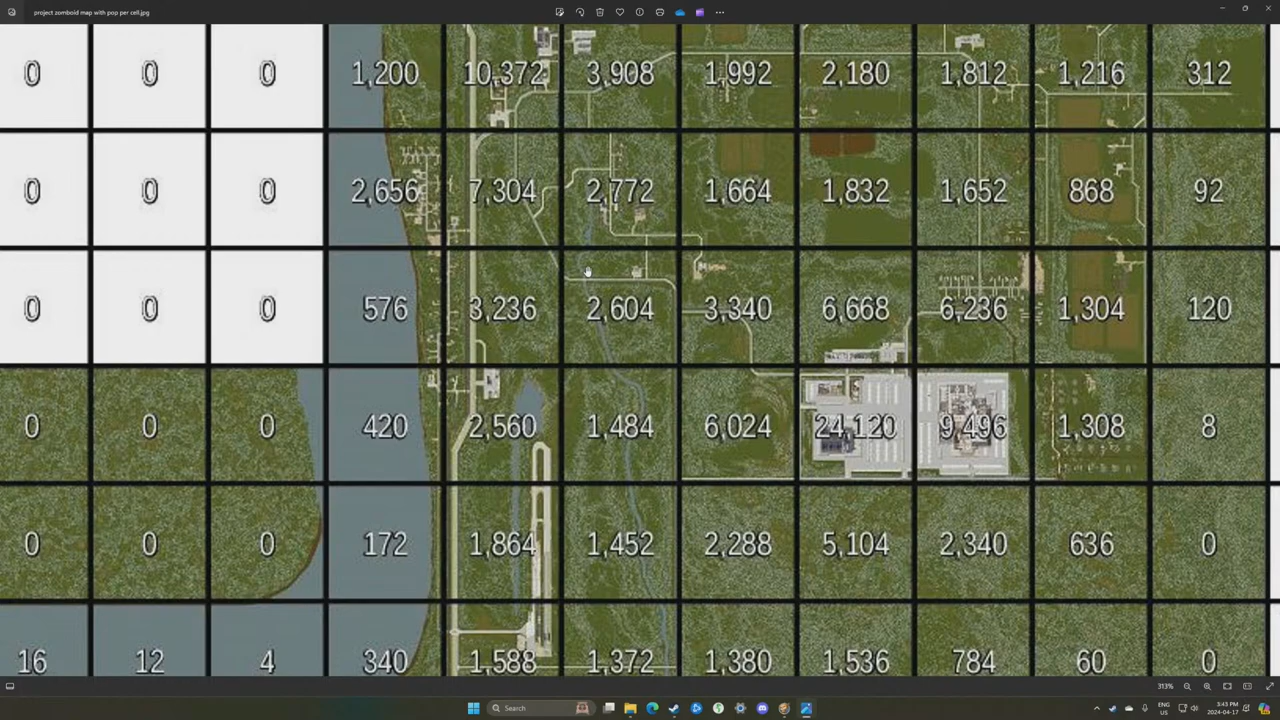 project zomboid map with pop per cell.jpg
0 0 0 1,200 10,372 3,908 1,992 2,180 1,812 1,216 312
0 0 0 2,656 7,304 2,772 1,664 1,832 1,652 868 92
0 0 0 576 3,236 2,604 3,340 6,668 6,236 1,304 120
0 0 0 420 2,560 1,484 6,024 24,120 9,496 1,308 8
0 0 0 172 1,864 1,452 2,288 5,104 2,340 636 0
16 12 4 340 1,588 1,372 1,380 1,536 784 60 0
313%
Search
ENG
US
3:43 PM
2024-04-17